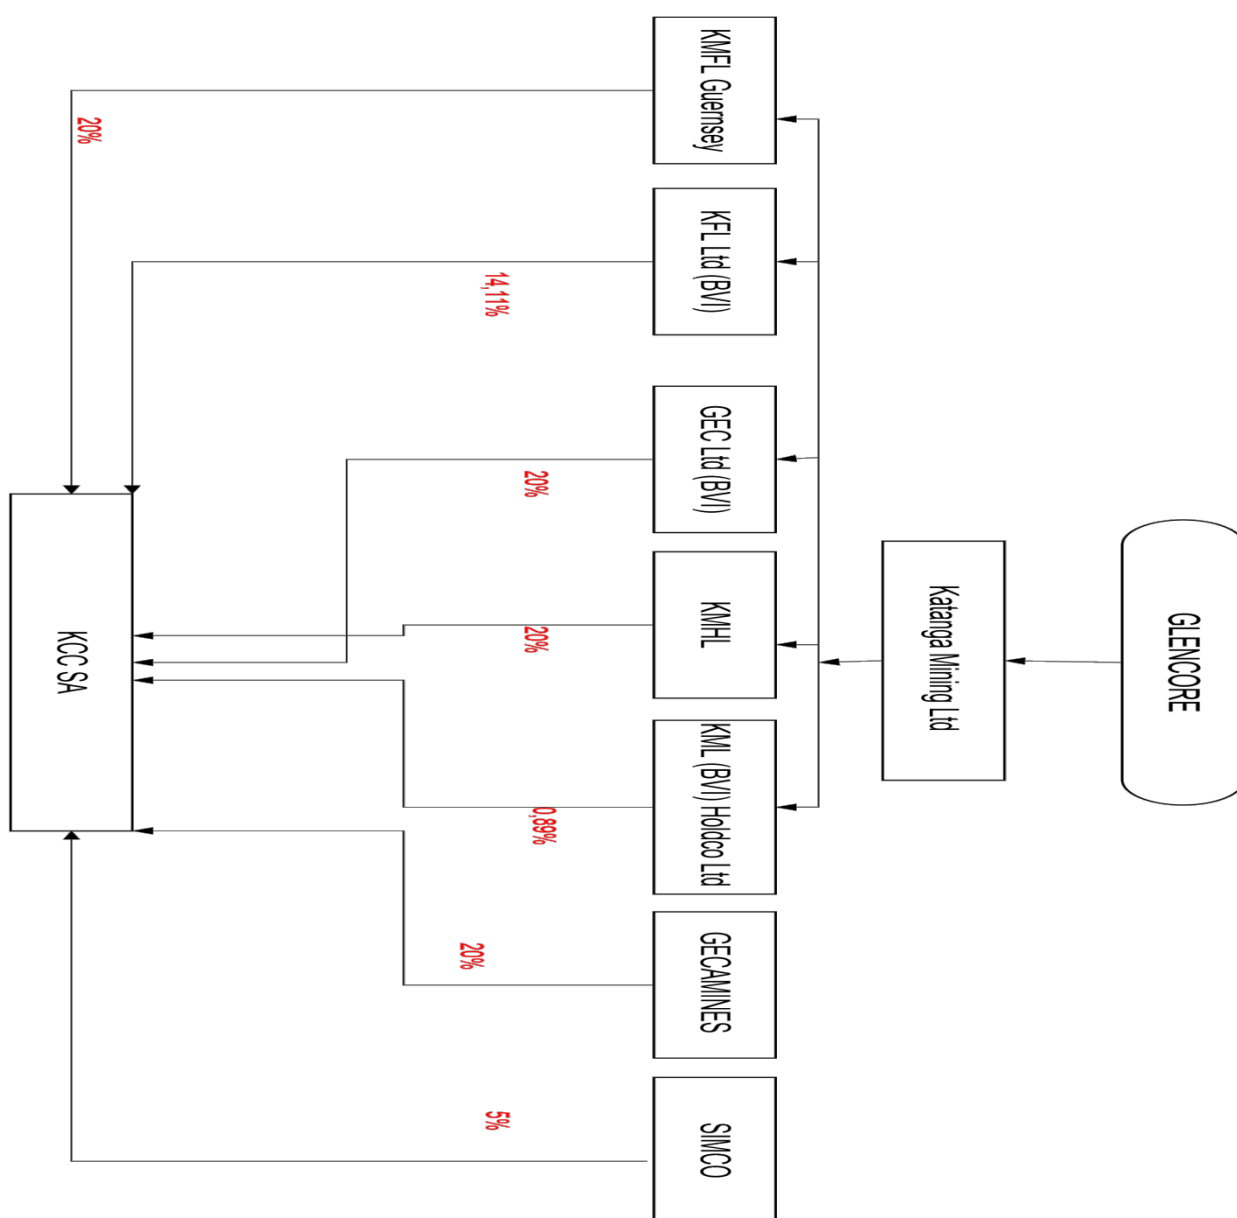 GLENCORE
Katanga Mining Ltd
SIMCO
GECAMINES
KML (BVI) Holdco Ltd
KMHL
GEC Ltd (BVI)
KFL Ltd (BVI)
KMFL Guernsey
5%
20%
0,89%
20%
20%
14,11%
20%
KCC SA